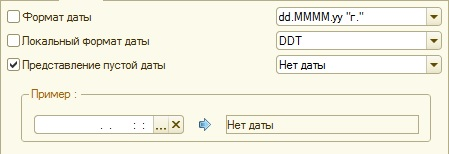 Формат даты dd.MMMM.yy "г."
Локальный формат даты DDT
Представление пустой даты Нет даты
Пример :
. . : : ... × Нет даты